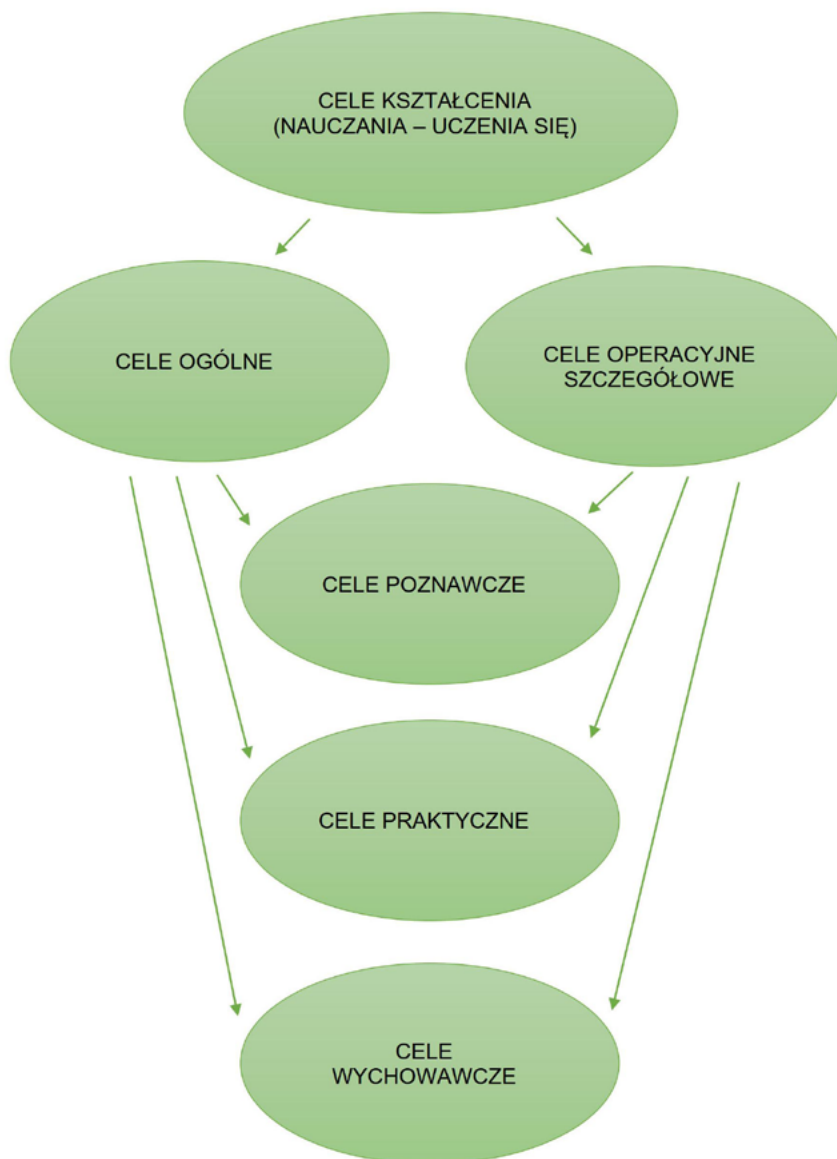 CELE KSZTAŁCENIA
(NAUCZANIA – UCZENIA SIĘ)
CELE OGÓLNE
CELE OPERACYJNE
SZCZEGÓŁOWE
CELE POZNAWCZE
CELE PRAKTYCZNE
CELE
WYCHOWAWCZE